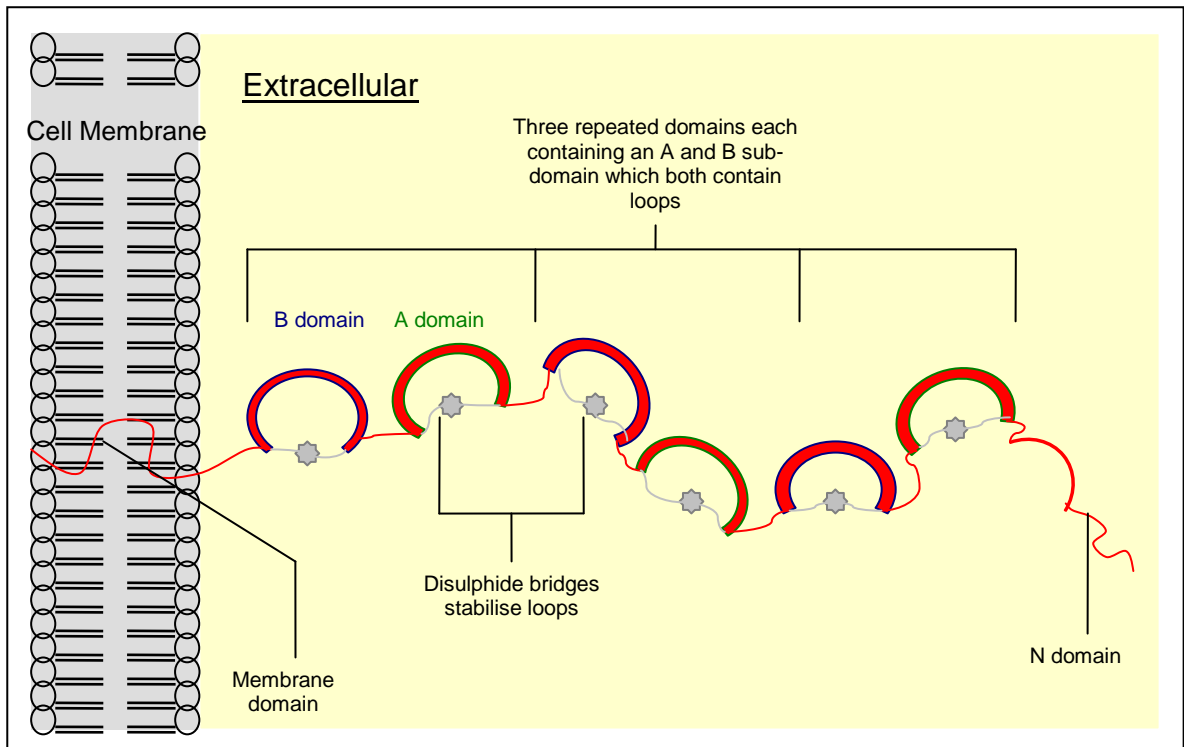 Extracellular
Cell Membrane
Three repeated domains each
containing an A and B sub-
domain which both contain
loops
B domain
A domain
Disulphide bridges
stabilise loops
N domain
Membrane
domain